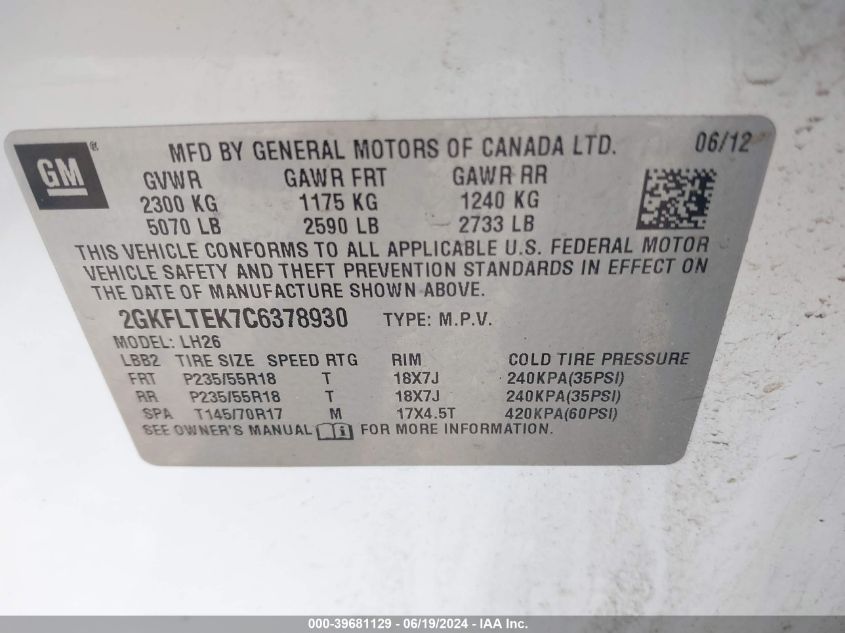 GM® MFD BY GENERAL MOTORS OF CANADA LTD. 06/12
GVWR GAWR FRT GAWR RR
2300 KG 1175 KG 1240 KG
5070 LB 2590 LB 2733 LB
THIS VEHICLE CONFORMS TO ALL APPLICABLE U.S. FEDERAL MOTOR
VEHICLE SAFETY AND THEFT PREVENTION STANDARDS IN EFFECT ON
THE DATE OF MANUFACTURE SHOWN ABOVE.
2GKFLTEK7C6378930 TYPE: M.P.V.
MODEL: LH26
LBB2 TIRE SIZE SPEED RTG RIM COLD TIRE PRESSURE
FRT P235/55R18 T 18X7J 240KPA(35PSI)
RR P235/55R18 T 18X7J 240KPA(35PSI)
SPA T145/70R17 M 17X4.5T 420KPA(60PSI)
SEE OWNER'S MANUAL FOR MORE INFORMATION.
000-39681129 - 06/19/2024 - IAA Inc.